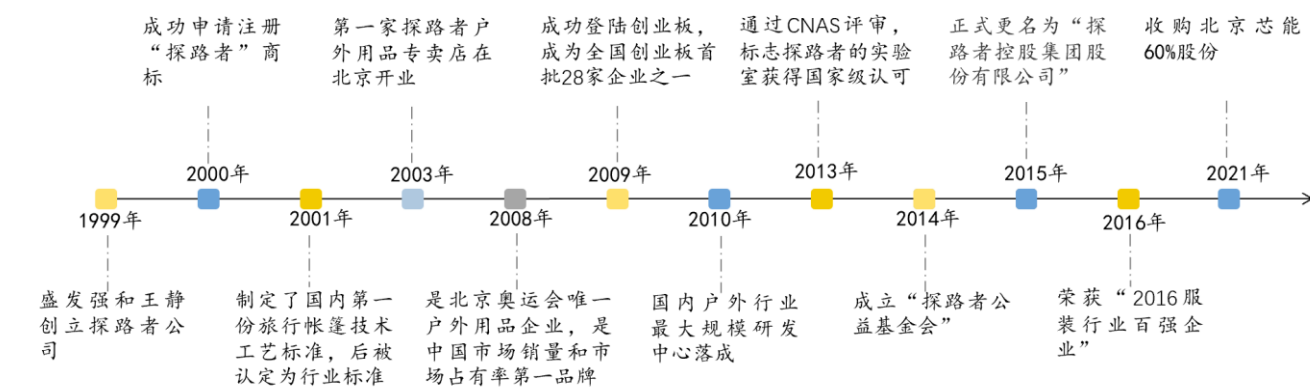 成功申请注册
“探路者”商
标
第一家探路者户
外用品专卖店在
北京开业
成功登陆创业板，
成为全国创业板首
批28家企业之一
通过CNAS评审，
标志探路者的实验
室获得国家级认可
正式更名为“探
路者控股集团股
份有限公司”
收购北京芯能
60%股份
2000年
2003年
2009年
2013年
2015年
2021年
1999年
2001年
2008年
2010年
2014年
2016年
盛发强和王静
创立探路者公
司
制定了国内第一
份旅行帐篷技术
工艺标准，后被
认定为行业标准
是北京奥运会唯一
户外用品企业，是
中国市场销量和市
场占有率第一品牌
国内户外行业
最大规模研发
中心落成
成立“探路者公
益基金会”
荣获“2016服
装行业百强企
业”